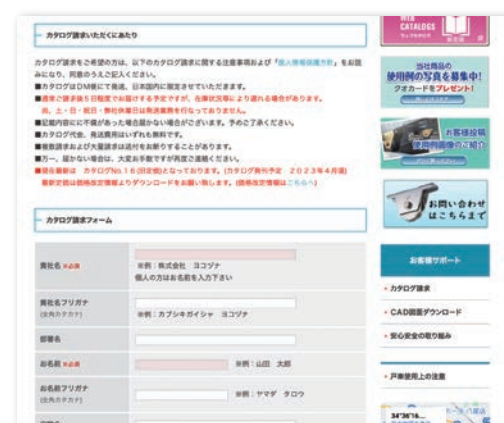 カタログ請求いただくにあたり
カタログ請求をご希望の方は、以下のカタログ請求に関する注意事項および「個人情報保護方針」をお読
みになり、同意のうえご記入ください。
■カタログはDM便にて発送、日本国内に限定させていただきます。
■通常ご請求後5日程度でお届けする予定ですが、在庫状況等により遅れる場合があります。
尚、土・日・祝日・弊社休業日は発送業務を行なっておりません。
■記載内容にに不備があった場合届かない場合がございます。予めご了承ください。
■カタログ代金、発送費用はいずれも無料です。
■複数請求および大量請求は送付をお断りすることがあります。
■万一、届かない場合は、大変お手数ですが再度ご連絡ください。
■現在最新は カタログNo.16(旧定価)となっております。(カタログ発刊予定 2023年4月頃)
最新定価は価格改定情報よりダウンロードをお願い致します。(価格改定情報はこちらへ)
カタログ請求フォーム
貴社名 ※必須
※例:株式会社 ヨコヅナ
個人の方はお名前を入力下さい
貴社名フリガナ
(全角カタカナ)
※例:カブシキガイシャ ヨコヅナ
部署名
お名前 ※必須
※例:山田 太郎
お名前フリガナ
(全角カタカナ)
※例:ヤマダ タロウ
WEB
CATALOGS
ウェブカタログ
当社商品の
使用例の写真を募集中!
クオカードをプレゼント!
お客様投稿
使用例画像のご紹介
お問い合わせ
はこちらまで
お客様サポート
カタログ請求
CAD図面ダウンロード
安心安全の取り組み
戸車使用上の注意
34°36'16....